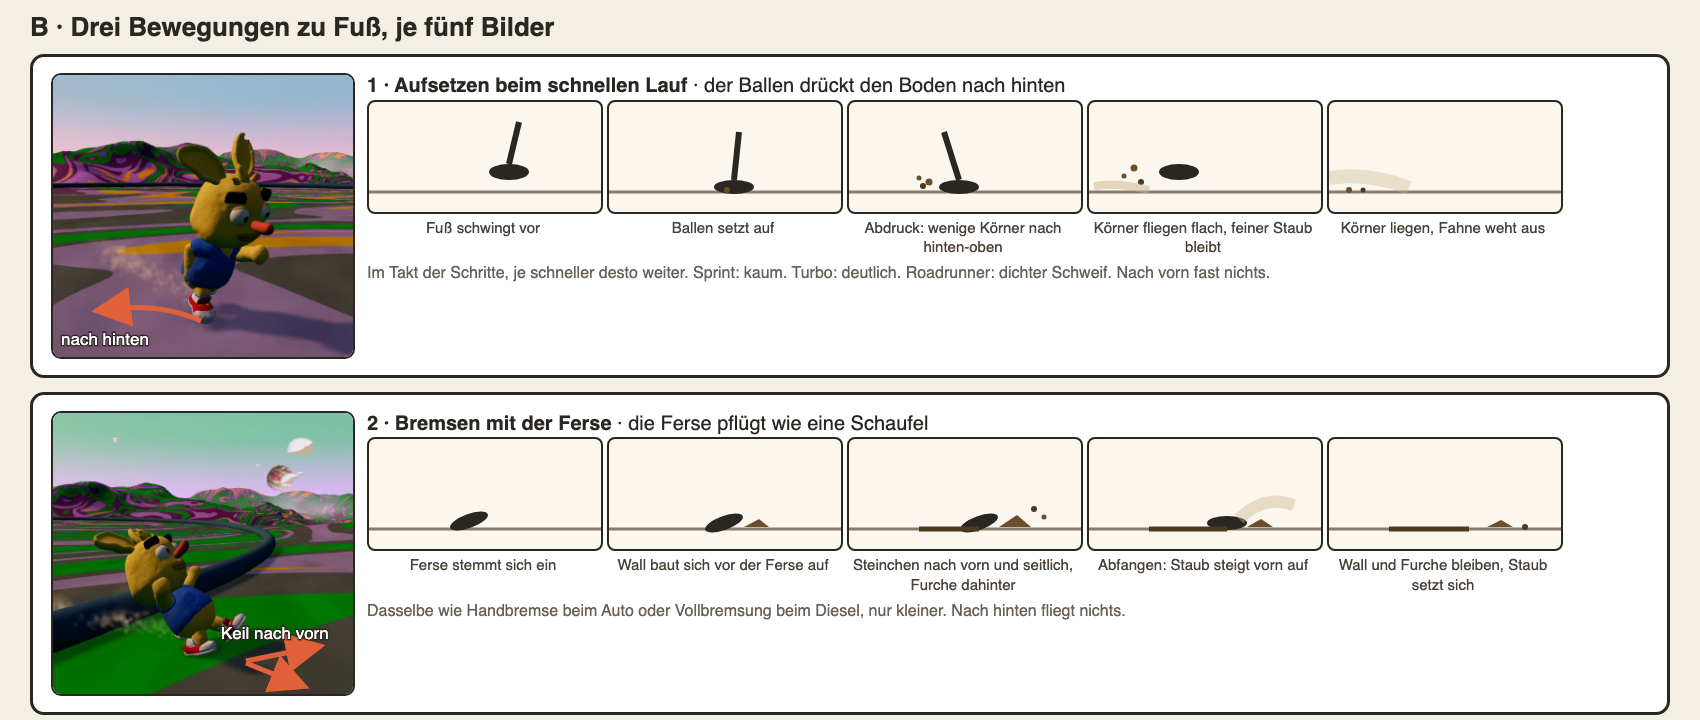 B · Drei Bewegungen zu Fuß, je fünf Bilder
1 · Aufsetzen beim schnellen Lauf · der Ballen drückt den Boden nach hinten
Fuß schwingt vor
Ballen setzt auf
Abdruck: wenige Körner nach
hinten-oben
Körner fliegen flach, feiner Staub
bleibt
Körner liegen, Fahne weht aus
Im Takt der Schritte, je schneller desto weiter. Sprint: kaum. Turbo: deutlich. Roadrunner: dichter Schweif. Nach vorn fast nichts.
nach hinten
2 · Bremsen mit der Ferse · die Ferse pflügt wie eine Schaufel
Ferse stemmt sich ein
Wall baut sich vor der Ferse auf
Steinchen nach vorn und seitlich,
Furche dahinter
Abfangen: Staub steigt vorn auf
Wall und Furche bleiben, Staub
setzt sich
Dasselbe wie Handbremse beim Auto oder Vollbremsung beim Diesel, nur kleiner. Nach hinten fliegt nichts.
Keil nach vorn